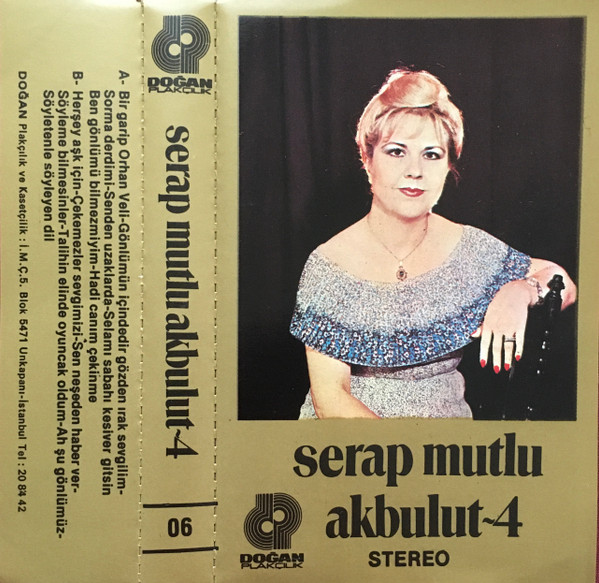 DOĞAN
PLAKÇILIK
serap mutlu akbulut-4
06
A- Bir garip Orhan Veli-Gönlümün içindedir gözden ırak sevgilim-
Sorma derdimi-Senden uzaklarda-Selamı sabahı kesiver gitsin
Ben gönlümü bilmezmiyim-Hadi canım çekinme
B- Herşey aşk için-Çekemezler sevgimizi-Sen neşeden haber ver-
Söyleme bilmesinler-Talihin elinde oyuncak oldum-Ah şu gönlümüz-
Söyletenle söyleyen dil
DOĞAN Plakçılık ve Kasetçilik : İ.M.Ç.5. Blok 5471 Unkapanı-İstanbul Tel : 20 84 42
serap mutlu
akbulut-4
DOĞAN
PLAKÇILIK
STEREO